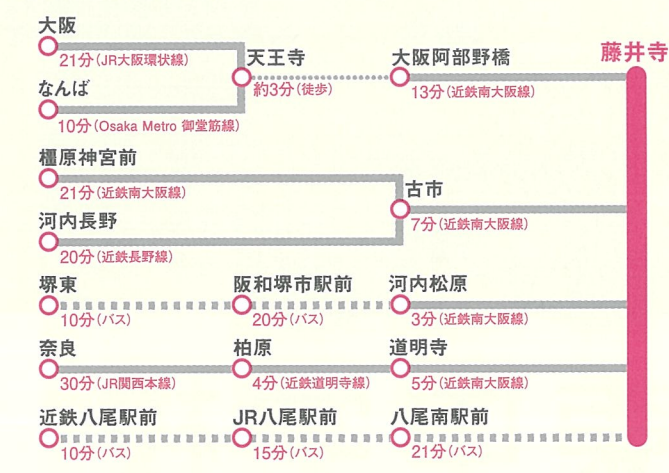 大阪
21分(JR大阪環状線)
天王寺
約3分(徒歩)
大阪阿部野橋
13分(近鉄南大阪線)
藤井寺
なんば
10分(Osaka Metro 御堂筋線)
橿原神宮前
21分(近鉄南大阪線)
古市
7分(近鉄南大阪線)
河内長野
20分(近鉄長野線)
堺東
10分(バス)
阪和堺市駅前
20分(バス)
河内松原
3分(近鉄南大阪線)
奈良
30分(JR関西本線)
柏原
4分(近鉄道明寺線)
道明寺
5分(近鉄南大阪線)
近鉄八尾駅前
10分(バス)
JR八尾駅前
15分(バス)
八尾南駅前
21分(バス)